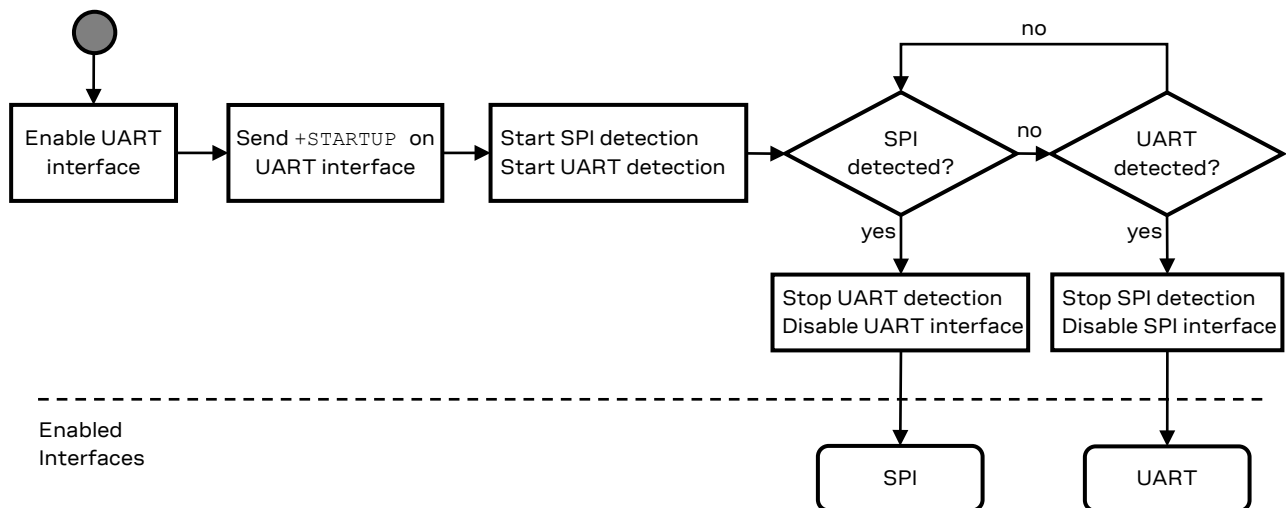 no
Enable UART
interface
Send +STARTUP on
UART interface
Start SPI detection
Start UART detection
SPI
detected?
no
UART
detected?
yes
yes
Stop UART detection
Disable UART interface
Stop SPI detection
Disable SPI interface
Enabled
Interfaces
SPI
UART